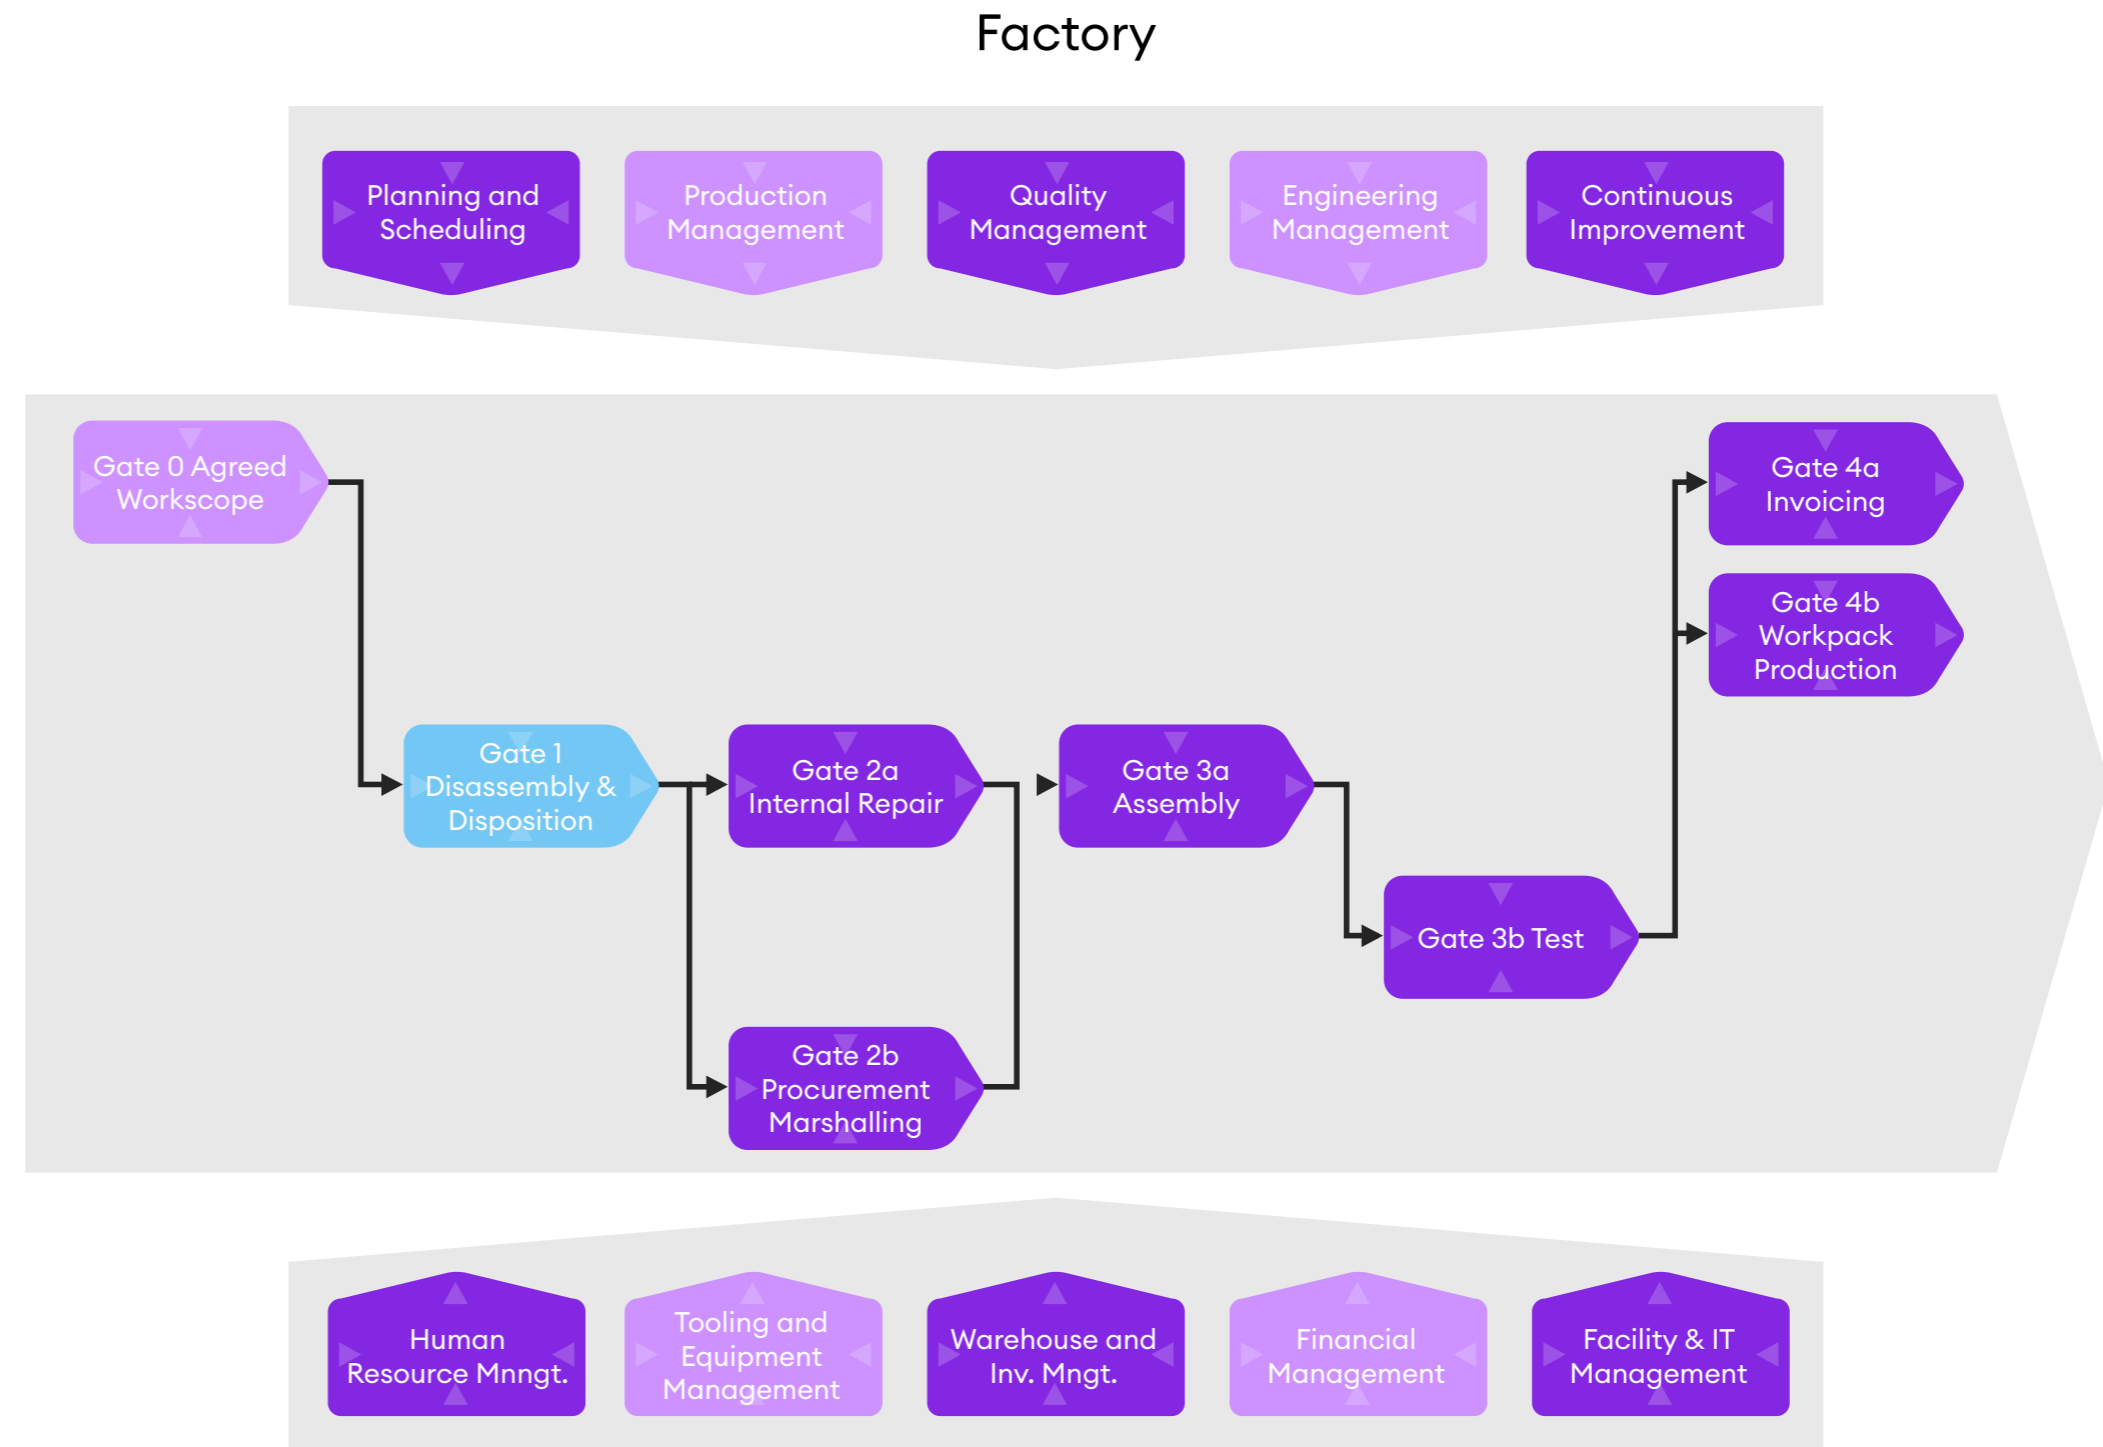 Factory
Planning and
Scheduling
Production
Management
Quality
Management
Engineering
Management
Continuous
Improvement
Gate 0 Agreed
Workscope
Gate 4a
Invoicing
Gate 4b
Workpack
Production
Gate 1
Disassembly &
Disposition
Gate 2a
Internal Repair
Gate 3a
Assembly
Gate 3b Test
Gate 2b
Procurement
Marshalling
Human
Resource Mnngt.
Tooling and
Equipment
Management
Warehouse and
Inv. Mngt.
Financial
Management
Facility & IT
Management